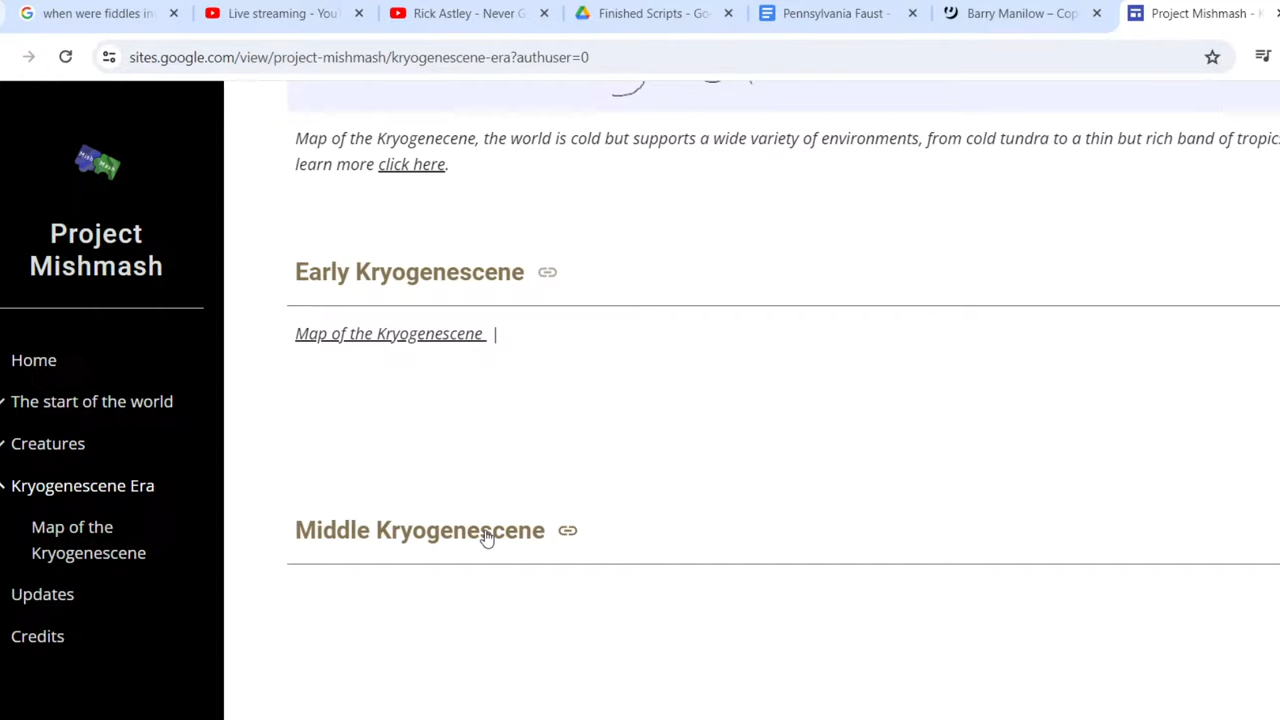 when were fiddles in
Live streaming - You
Rick Astley - Never G
Finished Scripts - Go
Pennsylvania Faust -
Barry Manilow – Cop
Project Mishmash - K
sites.google.com/view/project-mishmash/kryogenescene-era?authuser=0
Mish Mash
Project
Mishmash
Home
The start of the world
Creatures
Kryogenescene Era
Map of the
Kryogenescene
Updates
Credits
Map of the Kryogenecene, the world is cold but supports a wide variety of environments, from cold tundra to a thin but rich band of tropic
learn more click here.
Early Kryogenescene
Map of the Kryogenescene |
Middle Kryogenescene